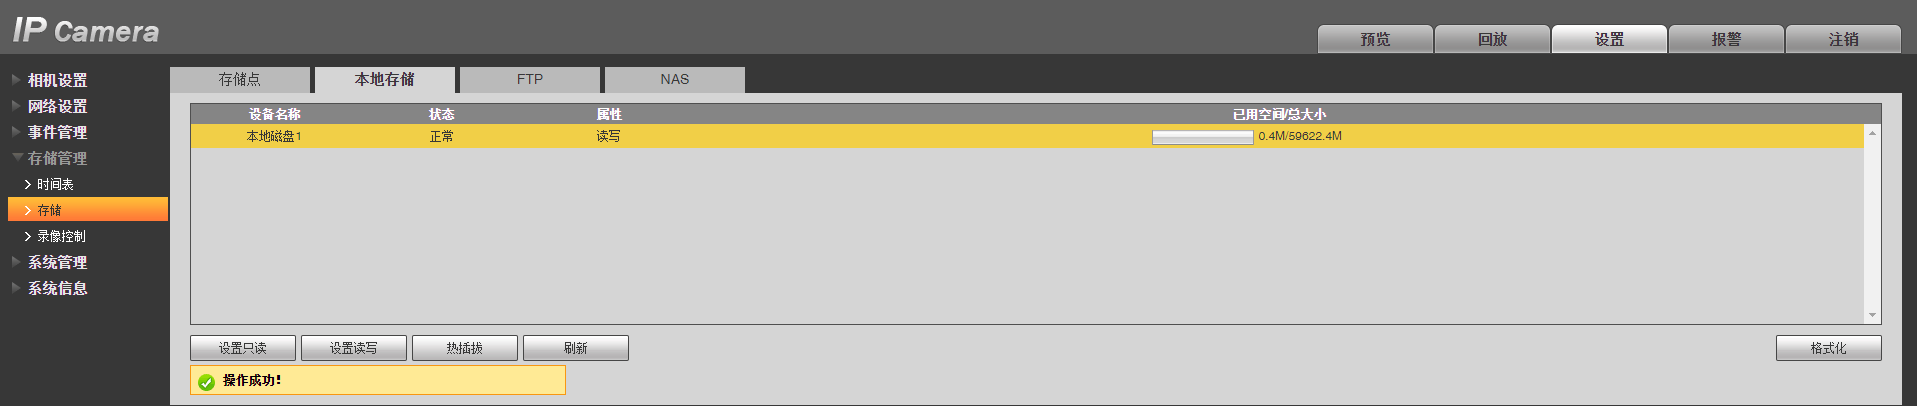 IP Camera
预览 回放 设置 报警 注销
相机设置
网络设置
事件管理
存储管理
时间表
存储
录像控制
系统管理
系统信息
存储点 本地存储 FTP NAS
设备名称 状态 属性 已用空间/总大小
本地磁盘1 正常 读写 0.4M/59622.4M
设置只读 设置读写 热插拔 刷新 格式化
操作成功!